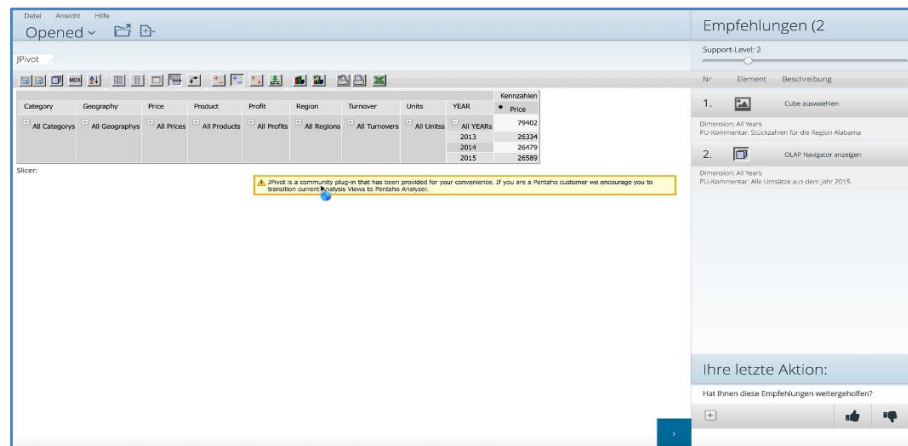 Datei Ansicht Hilfe
Opened
JPivot
MDX
Kennzahlen
Category Geography Price Product Profit Region Turnover Units YEAR Price
All Categorys All Geographys All Prices All Products All Profits All Regions All Turnovers All Unitss All YEARs 79402
2013 26334
2014 26479
2015 26589
Slicer:
JPivot is a community plug-in that has been provided for your convenience. If you are a Pentaho customer we encourage you to
transition current Analysis Views to Pentaho Analyzer.
Empfehlungen (2
Support-Level: 2
Nr Element Beschreibung
1. Cube auswaehlen
Dimension: All Years
PU-Kommentar: Stückzahlen für die Region Alabama
2. OLAP Navigator anzeigen
Dimension: All Years
PU-Kommentar: Alle Umsätze aus dem Jahr 2015
Ihre letzte Aktion:
Hat Ihnen diese Empfehlungen weitergeholfen?